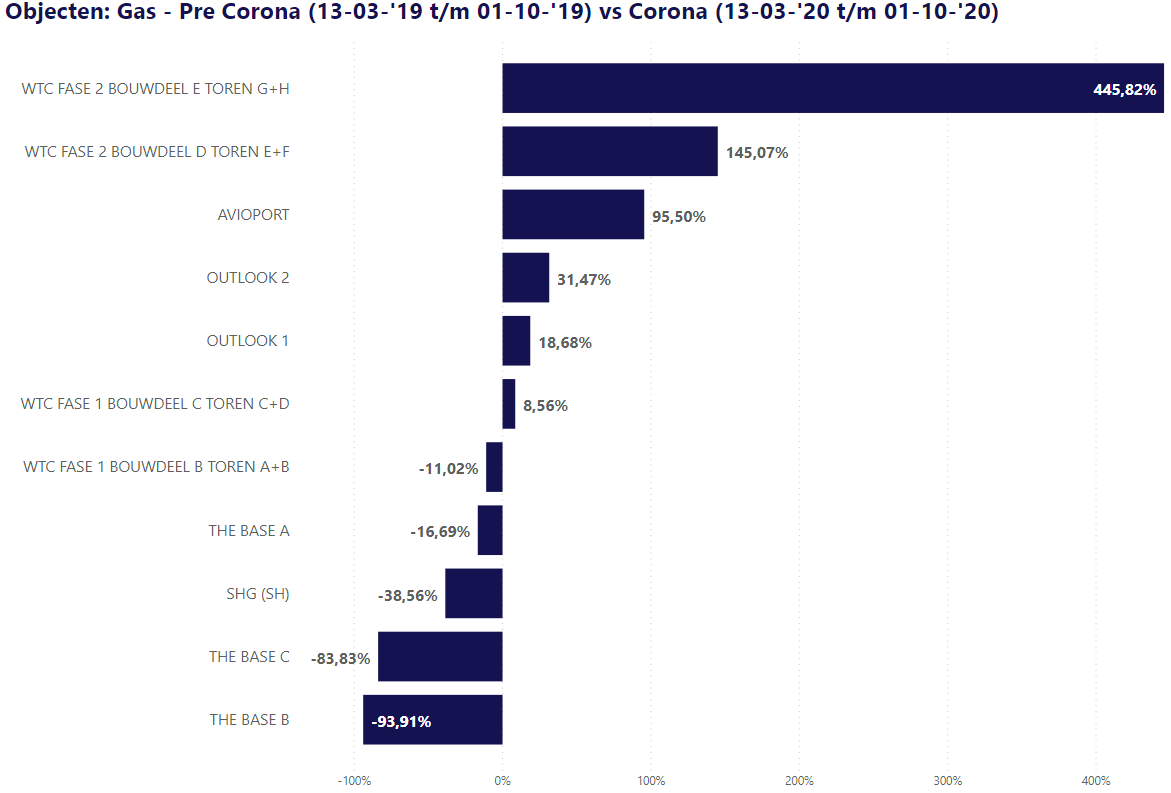 Objecten: Gas - Pre Corona (13-03-'19 t/m 01-10-'19) vs Corona (13-03-'20 t/m 01-10-'20)
WTC FASE 2 BOUWDEEL E TOREN G+H 445,82%
WTC FASE 2 BOUWDEEL D TOREN E+F 145,07%
AVIOPORT 95,50%
OUTLOOK 2 31,47%
OUTLOOK 1 18,68%
WTC FASE 1 BOUWDEEL C TOREN C+D 8,56%
WTC FASE 1 BOUWDEEL B TOREN A+B -11,02%
THE BASE A -16,69%
SHG (SH) -38,56%
THE BASE C -83,83%
THE BASE B -93,91%
-100% 0% 100% 200% 300% 400%